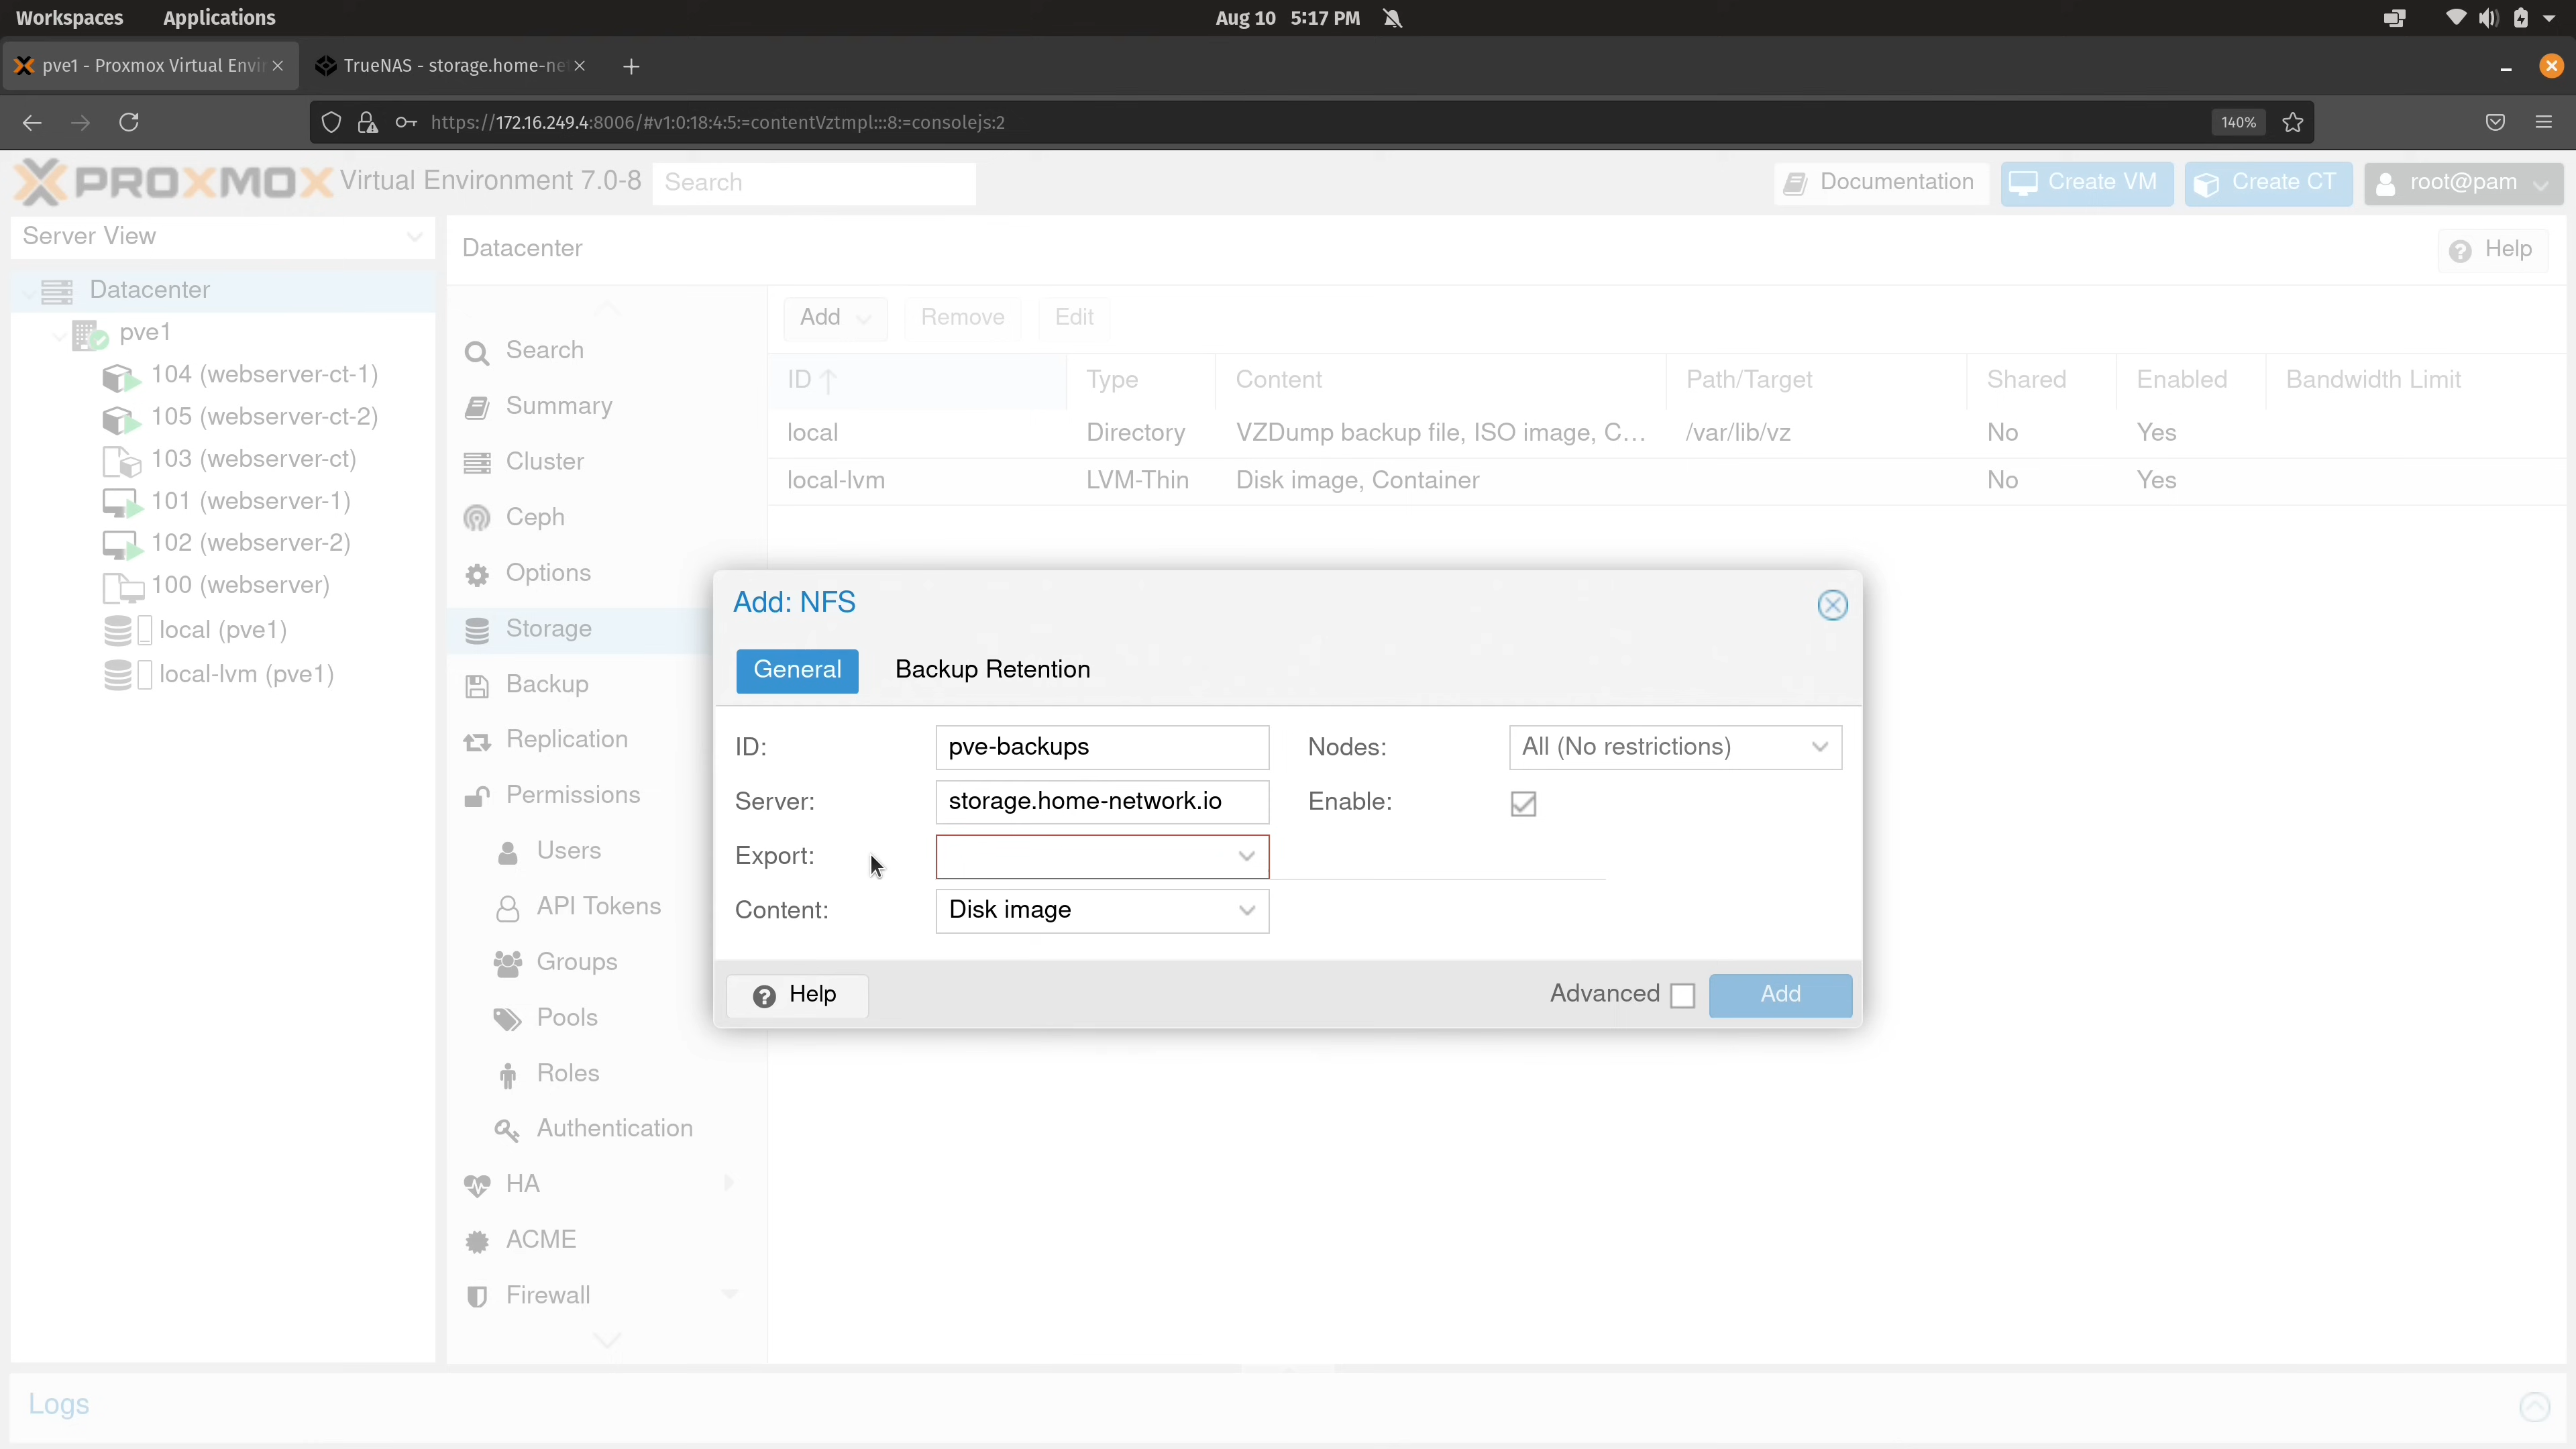 Workspaces Applications Aug 10 5:17 PM
pve1 - Proxmox Virtual Envir TrueNAS - storage.home-net
https://172.16.249.4:8006/#v1:0:18:4:5:=contentVztmpl:::8:=consolejs:2 140%
PROXMOX Virtual Environment 7.0-8 Search Documentation Create VM Create CT root@pam
Server View
Datacenter
pve1
104 (webserver-ct-1)
105 (webserver-ct-2)
103 (webserver-ct)
101 (webserver-1)
102 (webserver-2)
100 (webserver)
local (pve1)
local-lvm (pve1)
Datacenter Help
Search
Summary
Cluster
Ceph
Options
Storage
Backup
Replication
Permissions
Users
API Tokens
Groups
Pools
Roles
Authentication
HA
ACME
Firewall
Add Remove Edit
ID Type Content Path/Target Shared Enabled Bandwidth Limit
local Directory VZDump backup file, ISO image, C... /var/lib/vz No Yes
local-lvm LVM-Thin Disk image, Container No Yes
Add: NFS
General Backup Retention
ID: pve-backups Nodes: All (No restrictions)
Server: storage.home-network.io Enable:
Export:
Content: Disk image
Help Advanced Add
Logs